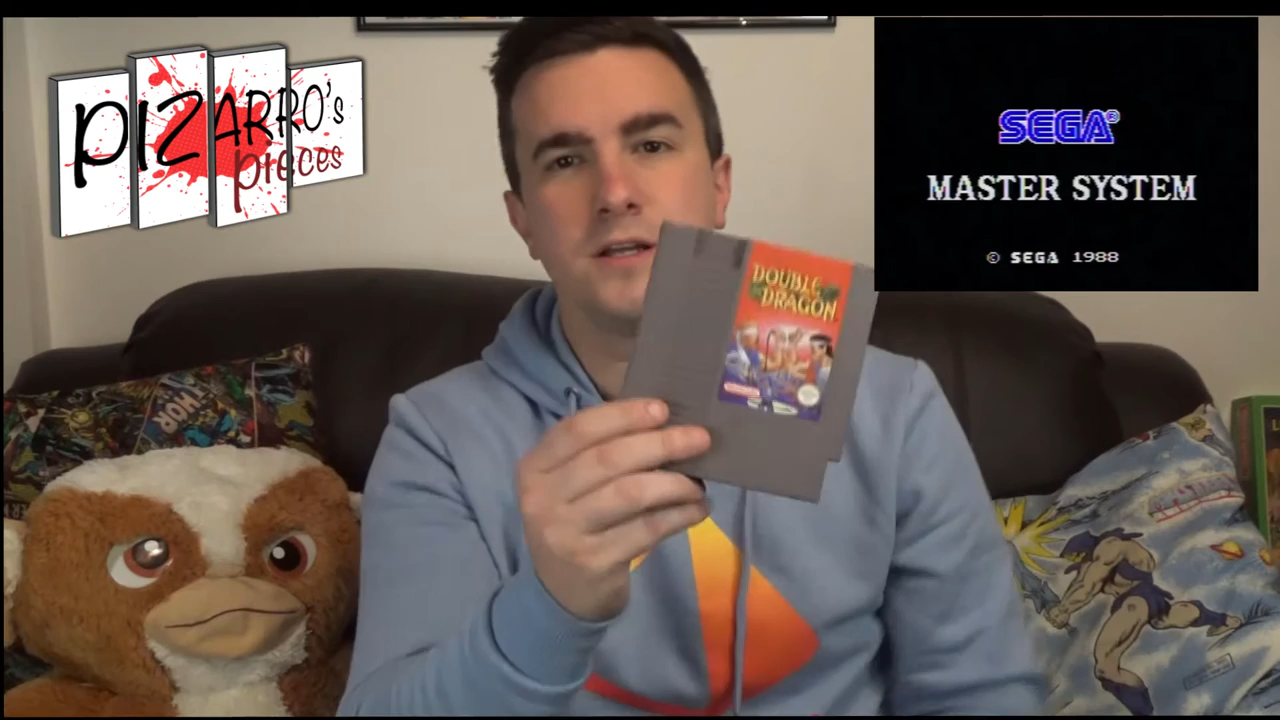 PIZARRO's
pieces
SEGA®
MASTER SYSTEM
© SEGA 1988
DOUBLE
DRAGON
THOR